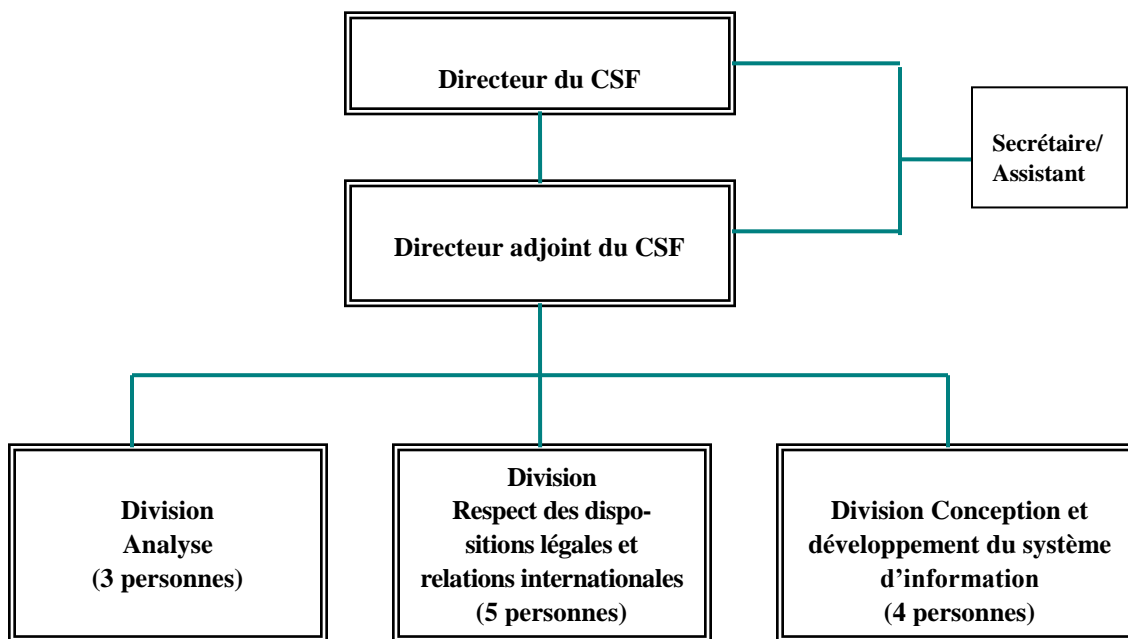 Directeur du CSF
Secrétaire/
Assistant
Directeur adjoint du CSF
Division
Analyse
(3 personnes)
Division
Respect des dispo-
sitions légales et
relations internationales
(5 personnes)
Division Conception et
développement du système
d’information
(4 personnes)